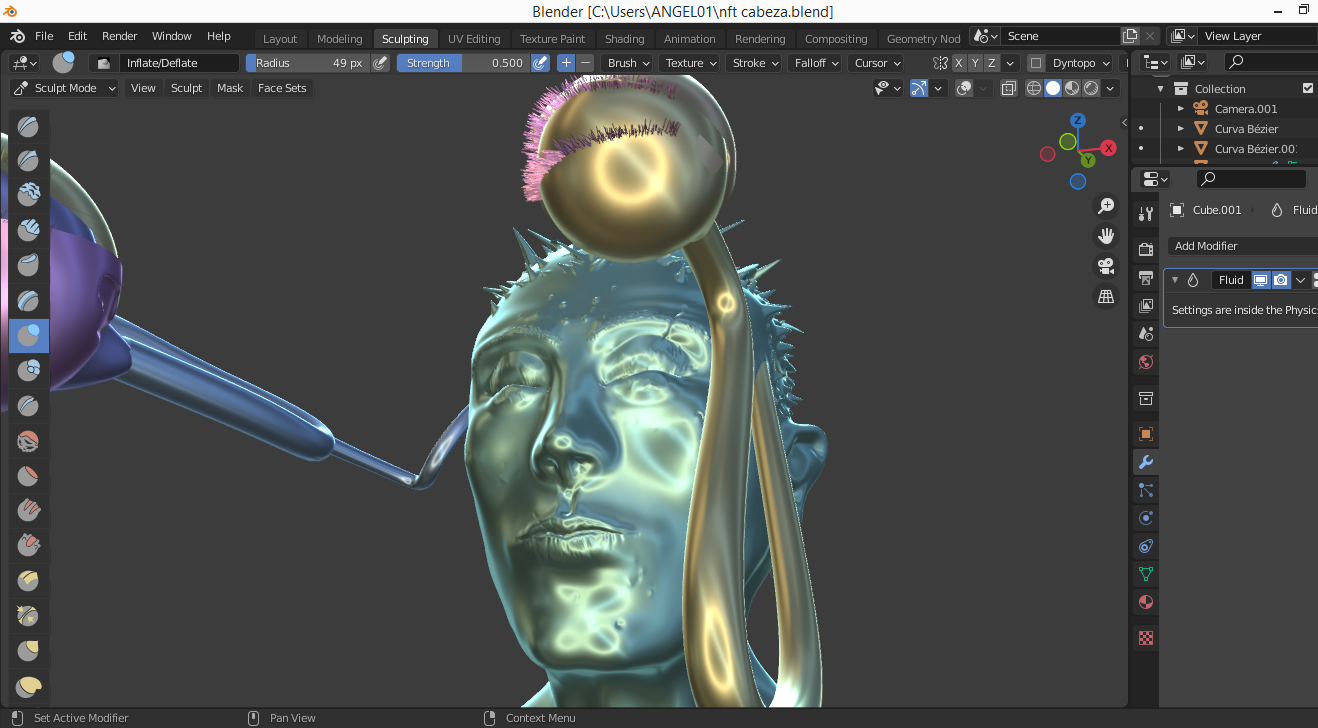 Blender [C:\Users\ANGEL01\nft cabeza.blend]
File Edit Render Window Help Layout Modeling Sculpting UV Editing Texture Paint Shading Animation Rendering Compositing Geometry Nod Scene View Layer
Inflate/Deflate Radius 49 px Strength 0.500 Brush Texture Stroke Falloff Cursor X Y Z Dyntopo
Sculpt Mode View Sculpt Mask Face Sets
Collection
Camera.001
Curva Bézier
Curva Bézier.00
Z
X
Y
Cube.001 Fluid
Add Modifier
Fluid
Settings are inside the Physic
Set Active Modifier Pan View Context Menu